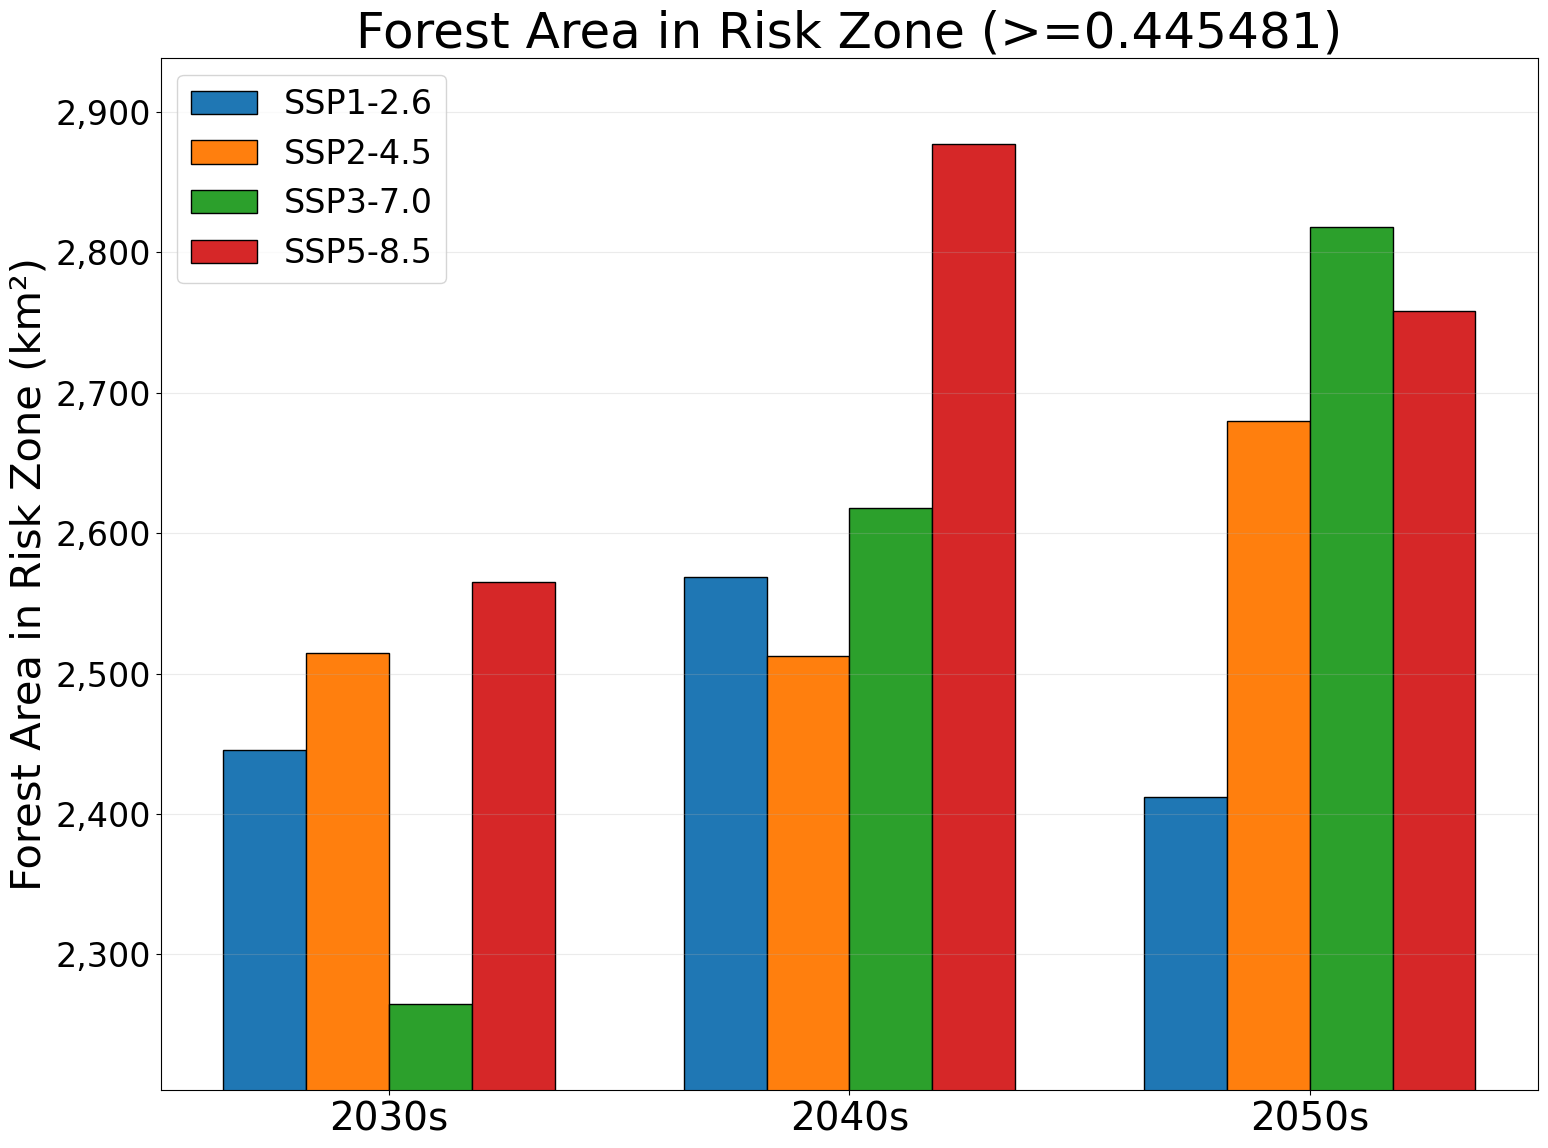 Forest Area in Risk Zone (>=0.445481)
SSP1-2.6
SSP2-4.5
SSP3-7.0
SSP5-8.5
Forest Area in Risk Zone (km²)
2,900
2,800
2,700
2,600
2,500
2,400
2,300
2030s
2040s
2050s